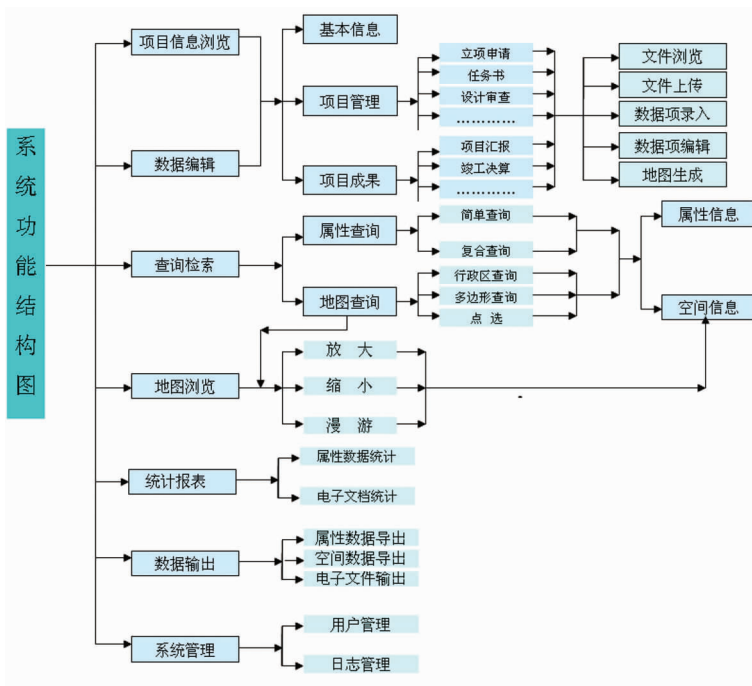 系统功能结构图
项目信息浏览
数据编辑
基本信息
项目管理
项目成果
立项申请
任务书
设计审查
…………
项目汇报
竣工决算
…………
文件浏览
文件上传
数据项录入
数据项编辑
地图生成
查询检索
属性查询
地图查询
简单查询
复合查询
行政区查询
多边形查询
点 选
属性信息
空间信息
地图浏览
放 大
缩 小
漫 游
统计报表
属性数据统计
电子文档统计
数据输出
属性数据导出
空间数据导出
电子文件输出
系统管理
用户管理
日志管理